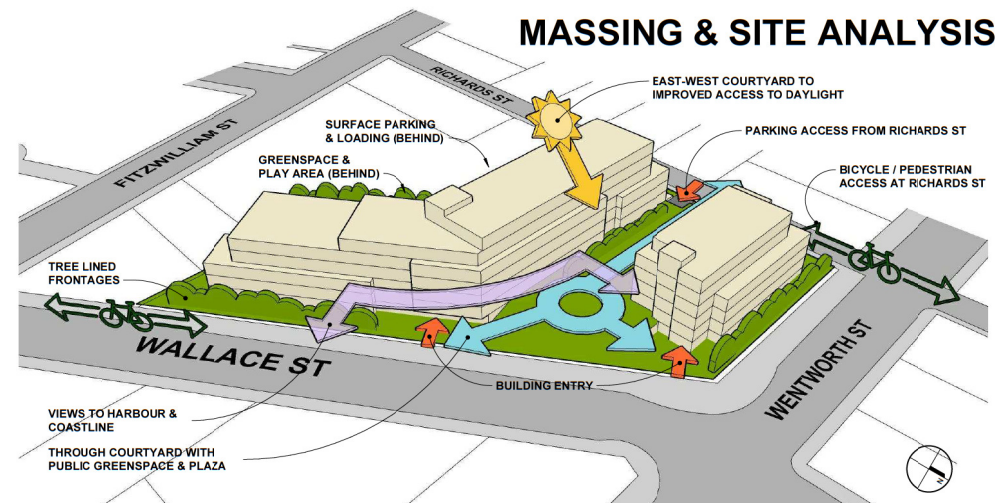 MASSING & SITE ANALYSIS
RICHARDS ST
EAST-WEST COURTYARD TO
IMPROVED ACCESS TO DAYLIGHT
SURFACE PARKING
& LOADING (BEHIND)
PARKING ACCESS FROM RICHARDS ST
FITZWILLIAM ST
GREENSPACE &
PLAY AREA (BEHIND)
BICYCLE / PEDESTRIAN
ACCESS AT RICHARDS ST
TREE LINED
FRONTAGES
WALLACE ST
WENTWORTH ST
BUILDING ENTRY
VIEWS TO HARBOUR &
COASTLINE
THROUGH COURTYARD WITH
PUBLIC GREENSPACE & PLAZA
N